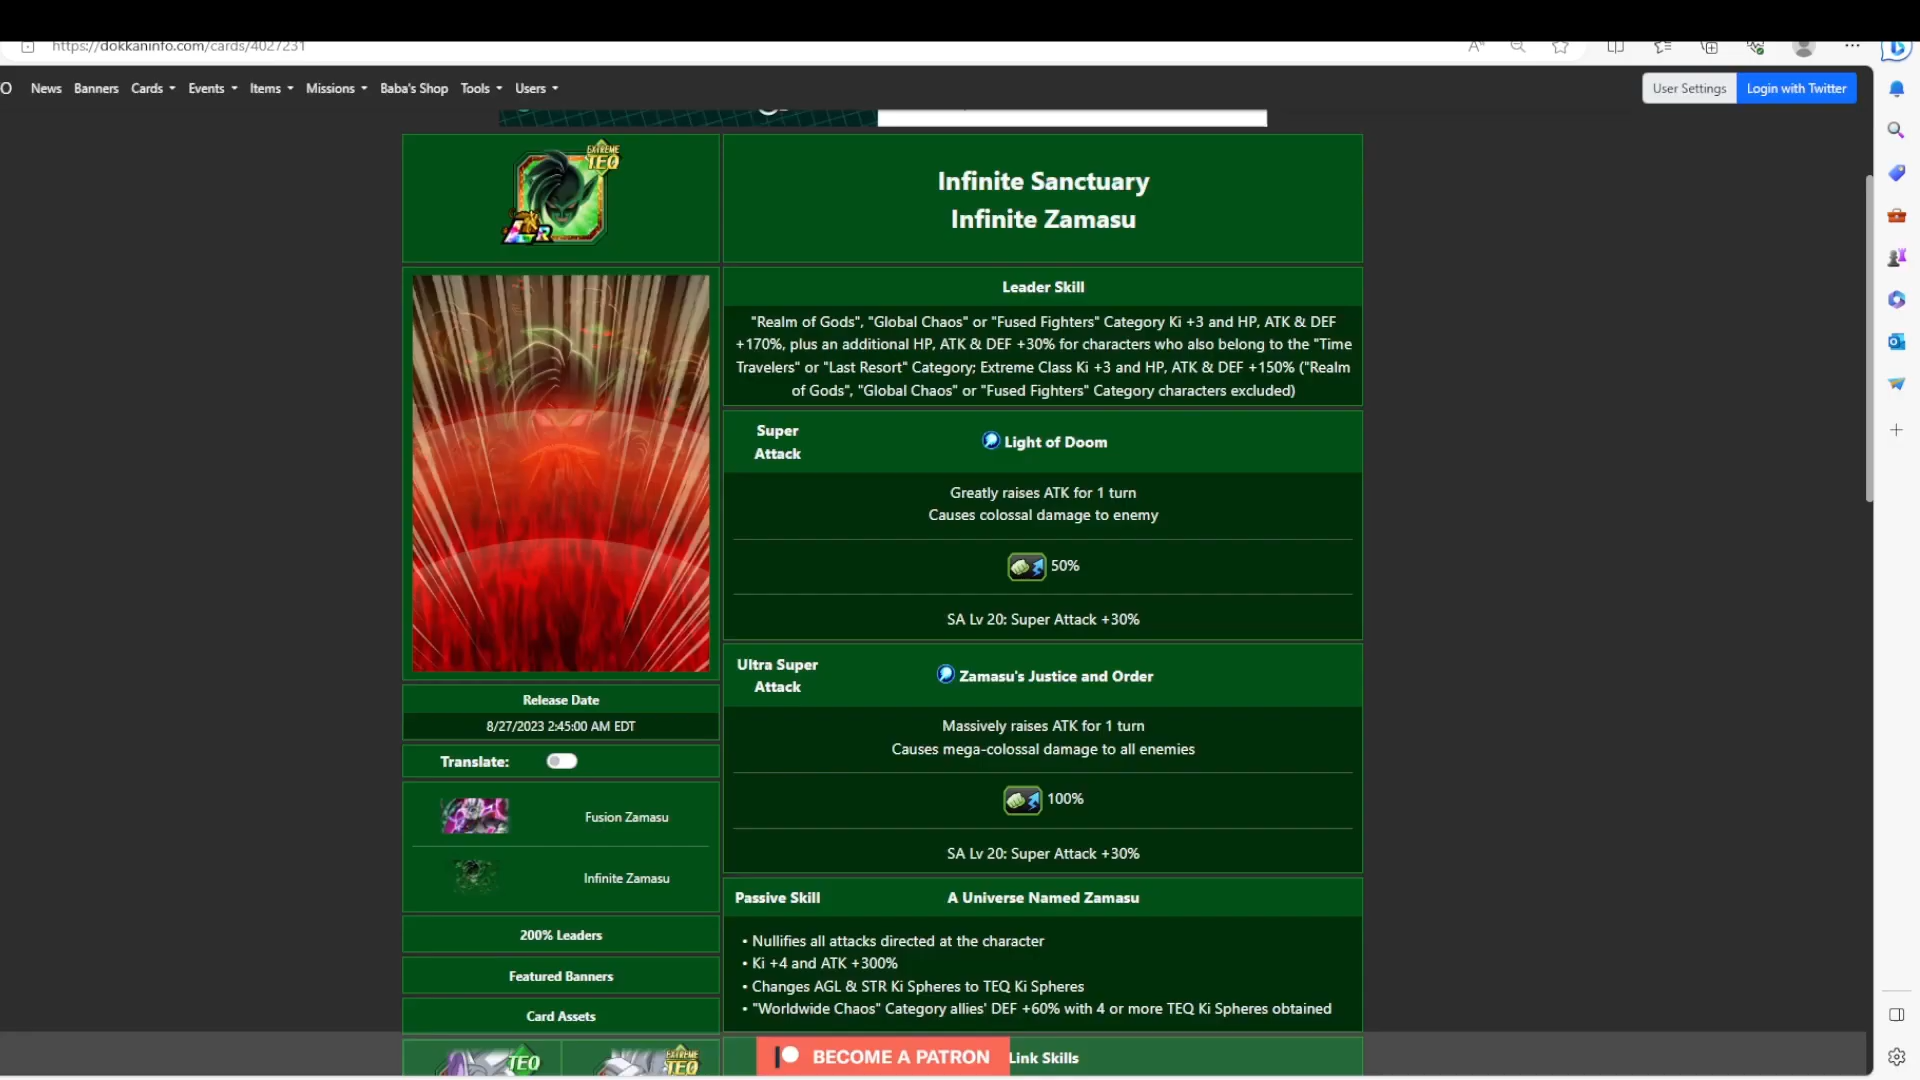 https://dokkaninfo.com/cards/4027231
O News Banners Cards Events Items Missions Baba's Shop Tools Users User Settings Login with Twitter
EXTREME
TEQ
LR
Infinite Sanctuary
Infinite Zamasu
Leader Skill
"Realm of Gods", "Global Chaos" or "Fused Fighters" Category Ki +3 and HP, ATK & DEF
+170%, plus an additional HP, ATK & DEF +30% for characters who also belong to the "Time
Travelers" or "Last Resort" Category; Extreme Class Ki +3 and HP, ATK & DEF +150% ("Realm
of Gods", "Global Chaos" or "Fused Fighters" Category characters excluded)
Super
Attack
Light of Doom
Greatly raises ATK for 1 turn
Causes colossal damage to enemy
50%
SA Lv 20: Super Attack +30%
Ultra Super
Attack
Zamasu's Justice and Order
Massively raises ATK for 1 turn
Causes mega-colossal damage to all enemies
100%
SA Lv 20: Super Attack +30%
Passive Skill
A Universe Named Zamasu
• Nullifies all attacks directed at the character
• Ki +4 and ATK +300%
• Changes AGL & STR Ki Spheres to TEQ Ki Spheres
• "Worldwide Chaos" Category allies' DEF +60% with 4 or more TEQ Ki Spheres obtained
Link Skills
Release Date
8/27/2023 2:45:00 AM EDT
Translate:
Fusion Zamasu
Infinite Zamasu
200% Leaders
Featured Banners
Card Assets
TEQ
EXTREME
TEQ
BECOME A PATRON